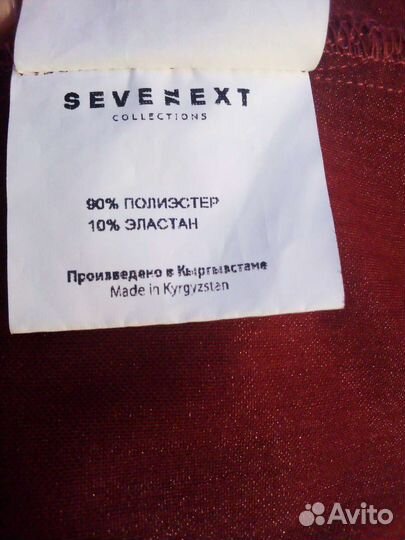 SEVENEXT
COLLECTIONS
90% ПОЛИЭСТЕР
10% ЭЛАСТАН
Произведено в Кыргызстане
Made in Kyrgyzstan
Avito